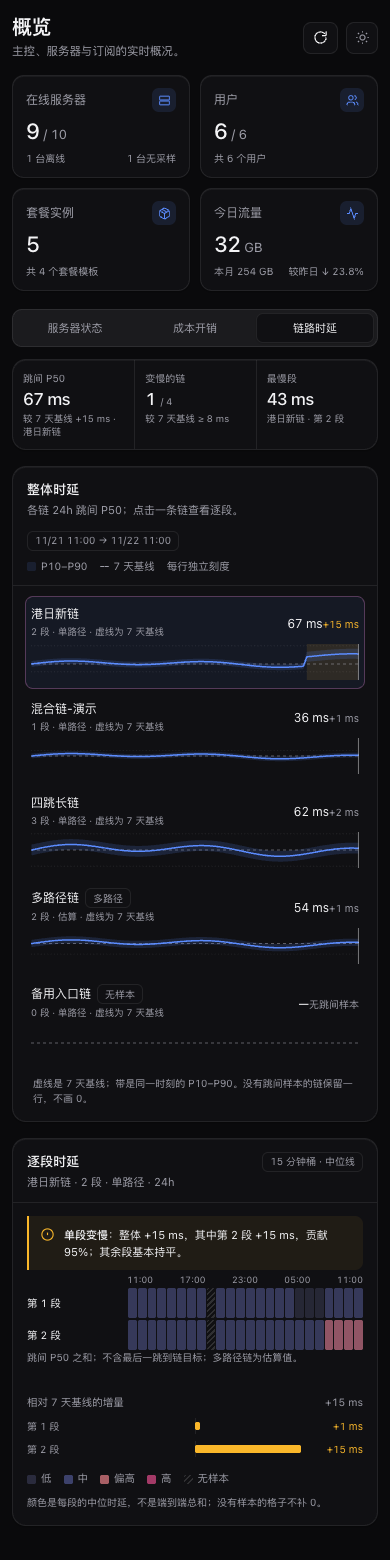 概览
主控、服务器与订阅的实时概况。
在线服务器
9 / 10
1 台离线 1 台无采样
用户
6 / 6
共 6 个用户
套餐实例
5
共 4 个套餐模板
今日流量
32 GB
本月 254 GB 较昨日 ↓ 23.8%
服务器状态 成本开销 链路时延
跳间 P50
67 ms
较 7 天基线 +15 ms ·
港日新链
变慢的链
1 / 4
较 7 天基线 ≥ 8 ms
最慢段
43 ms
港日新链 · 第 2 段
整体时延
各链 24h 跳间 P50；点击一条链查看逐段。
11/21 11:00 → 11/22 11:00
P10–P90 -- 7 天基线 每行独立刻度
港日新链
2 段 · 单路径 · 虚线为 7 天基线
67 ms+15 ms
混合链-演示
1 段 · 单路径 · 虚线为 7 天基线
36 ms+1 ms
四跳长链
3 段 · 单路径 · 虚线为 7 天基线
62 ms+2 ms
多路径链 多路径
2 段 · 估算 · 虚线为 7 天基线
54 ms+1 ms
备用入口链 无样本
0 段 · 单路径 · 虚线为 7 天基线
—无跳间样本
虚线是 7 天基线；带是同一时刻的 P10–P90。没有跳间样本的链保留一
行，不画 0。
逐段时延
15 分钟桶 · 中位线
港日新链 · 2 段 · 单路径 · 24h
单段变慢：整体 +15 ms，其中第 2 段 +15 ms，贡献
95%；其余段基本持平。
11:00 17:00 23:00 05:00 11:00
第 1 段
第 2 段
跳间 P50 之和；不含最后一跳到链目标；多路径链为估算值。
相对 7 天基线的增量 +15 ms
第 1 段 +1 ms
第 2 段 +15 ms
低 中 偏高 高 无样本
颜色是每段的中位时延，不是端到端总和；没有样本的格子不补 0。